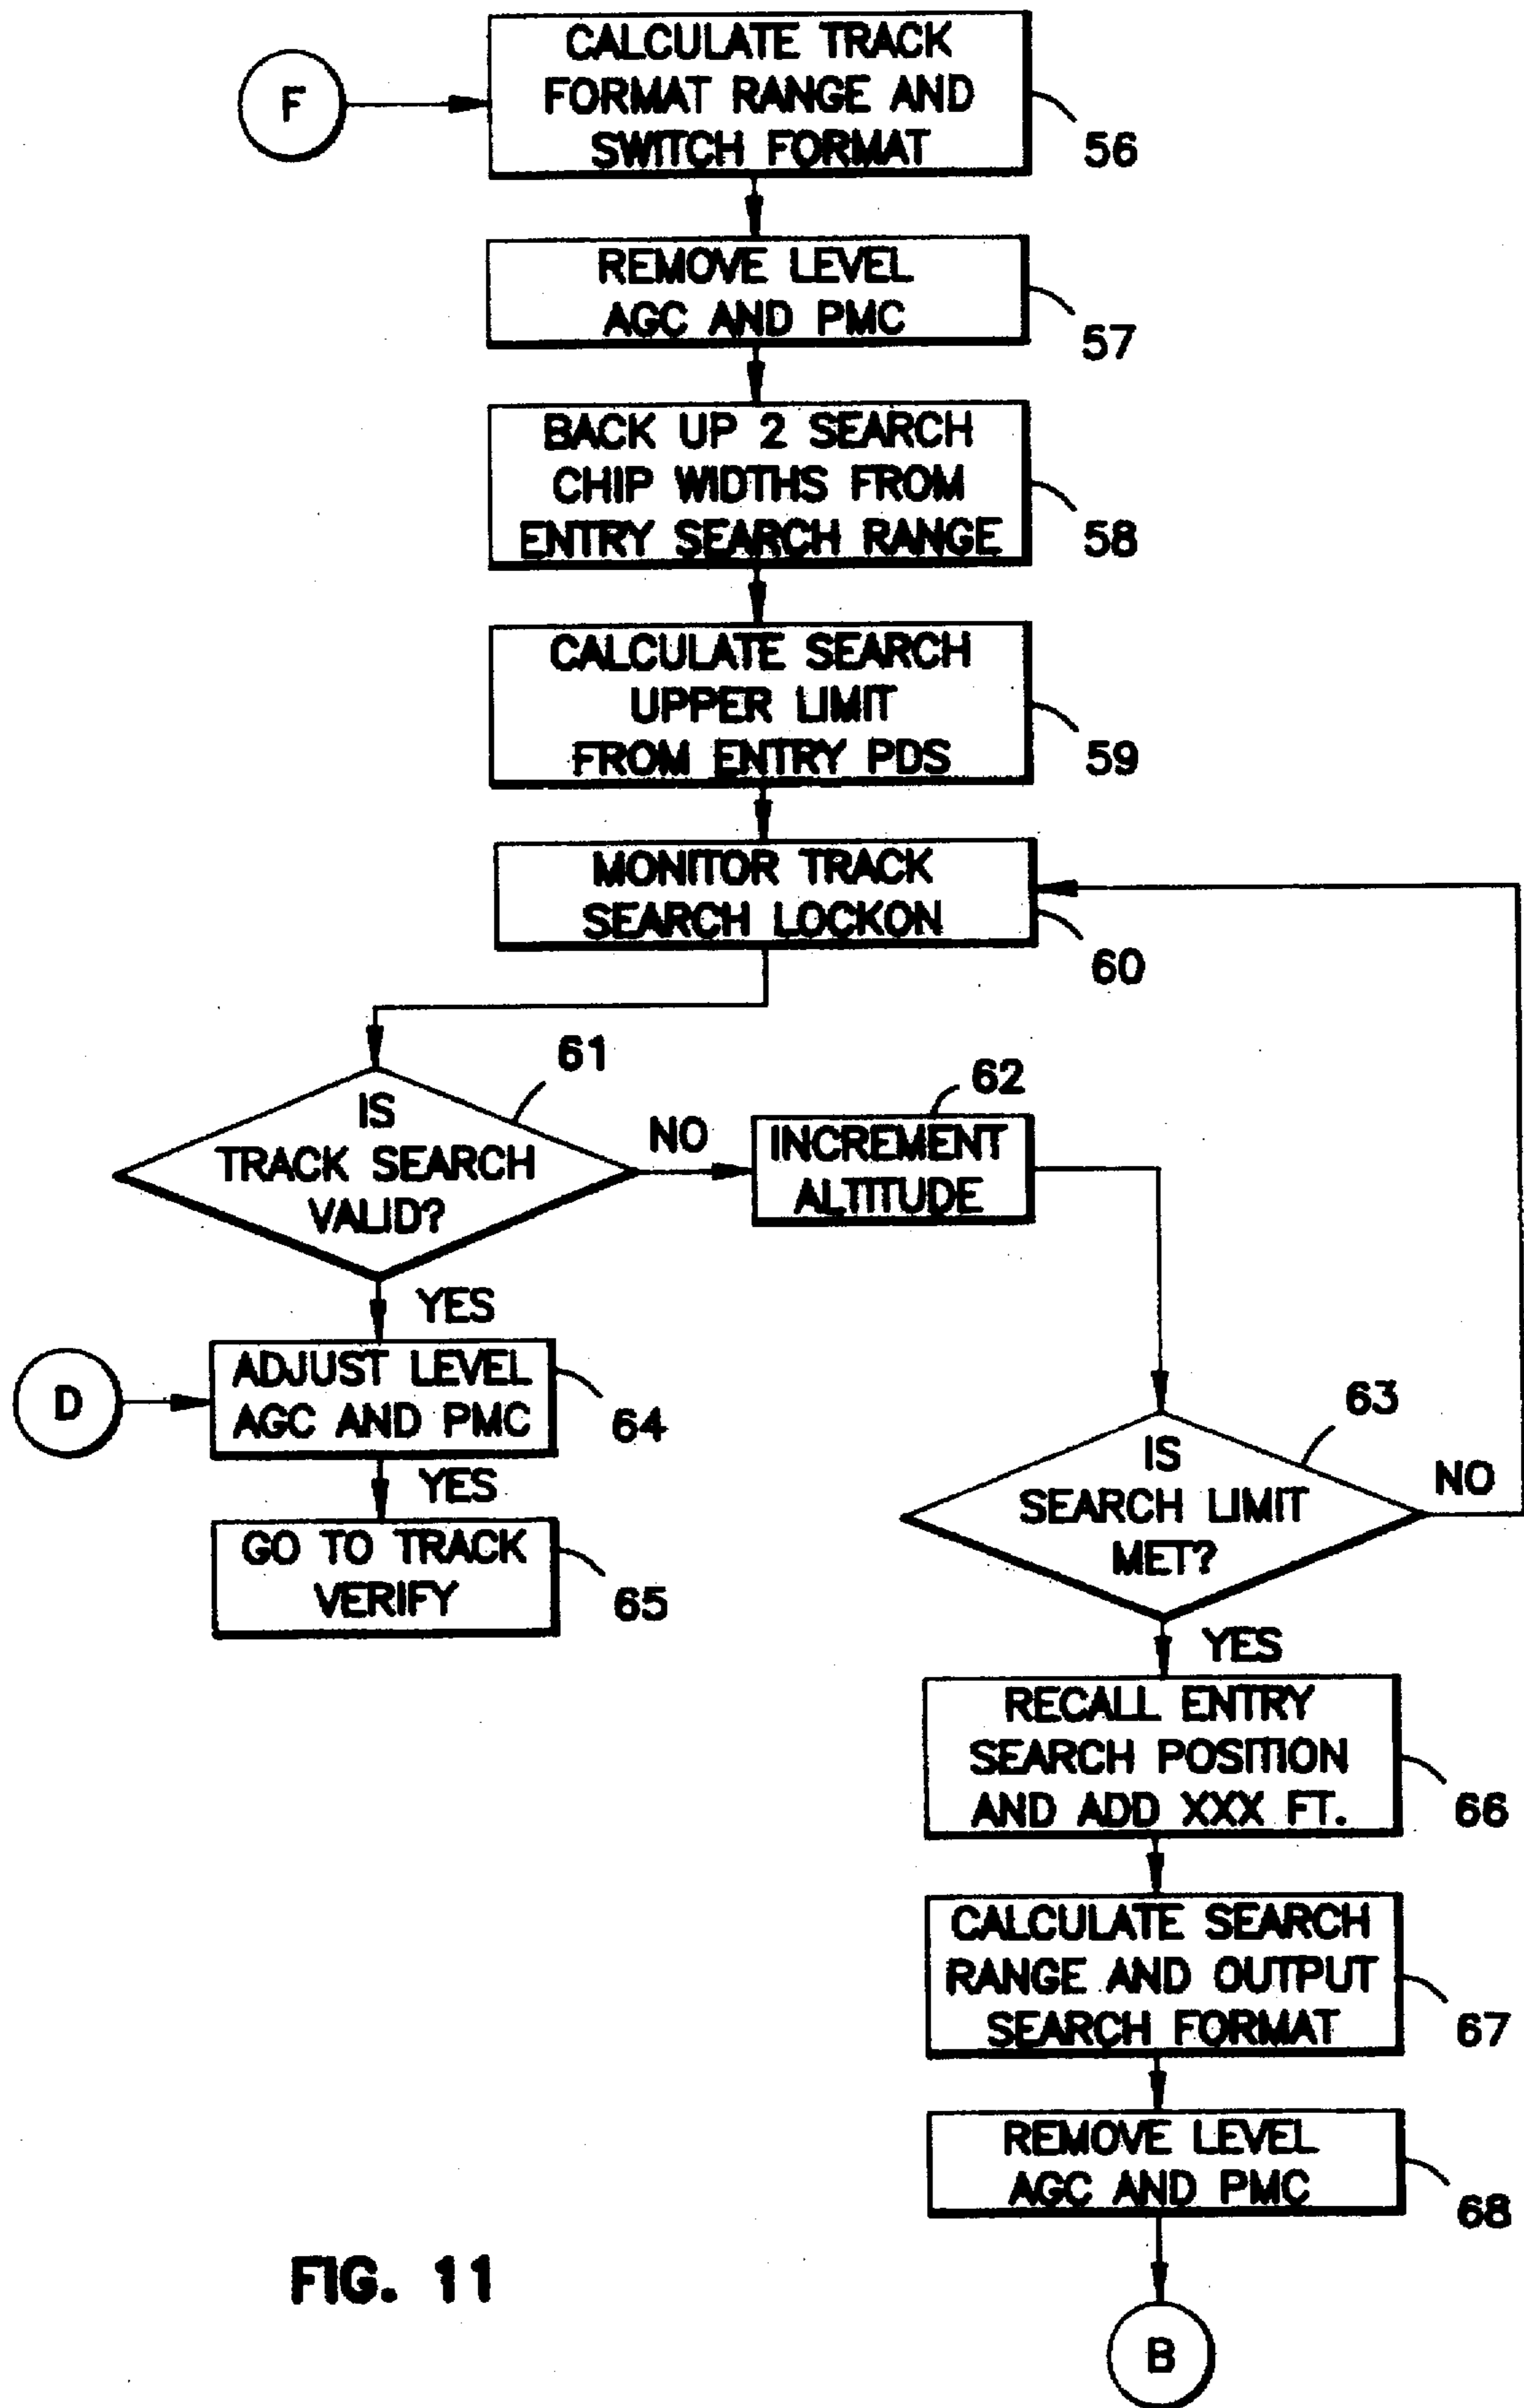 F
CALCULATE TRACK
FORMAT RANGE AND
SWITCH FORMAT
56
REMOVE LEVEL
AGC AND PMC
57
BACK UP 2 SEARCH
CHIP WIDTHS FROM
ENTRY SEARCH RANGE
58
CALCULATE SEARCH
UPPER LIMIT
FROM ENTRY PDS
59
MONITOR TRACK
SEARCH LOCKON
60
IS
TRACK SEARCH
VALID?
61
NO
62
INCREMENT
ALTITUDE
YES
D
ADJUST LEVEL
AGC AND PMC
64
YES
GO TO TRACK
VERIFY
65
IS
SEARCH LIMIT
MET?
63
NO
YES
RECALL ENTRY
SEARCH POSITION
AND ADD XXX FT.
66
CALCULATE SEARCH
RANGE AND OUTPUT
SEARCH FORMAT
67
REMOVE LEVEL
AGC AND PMC
68
B
FIG. 11